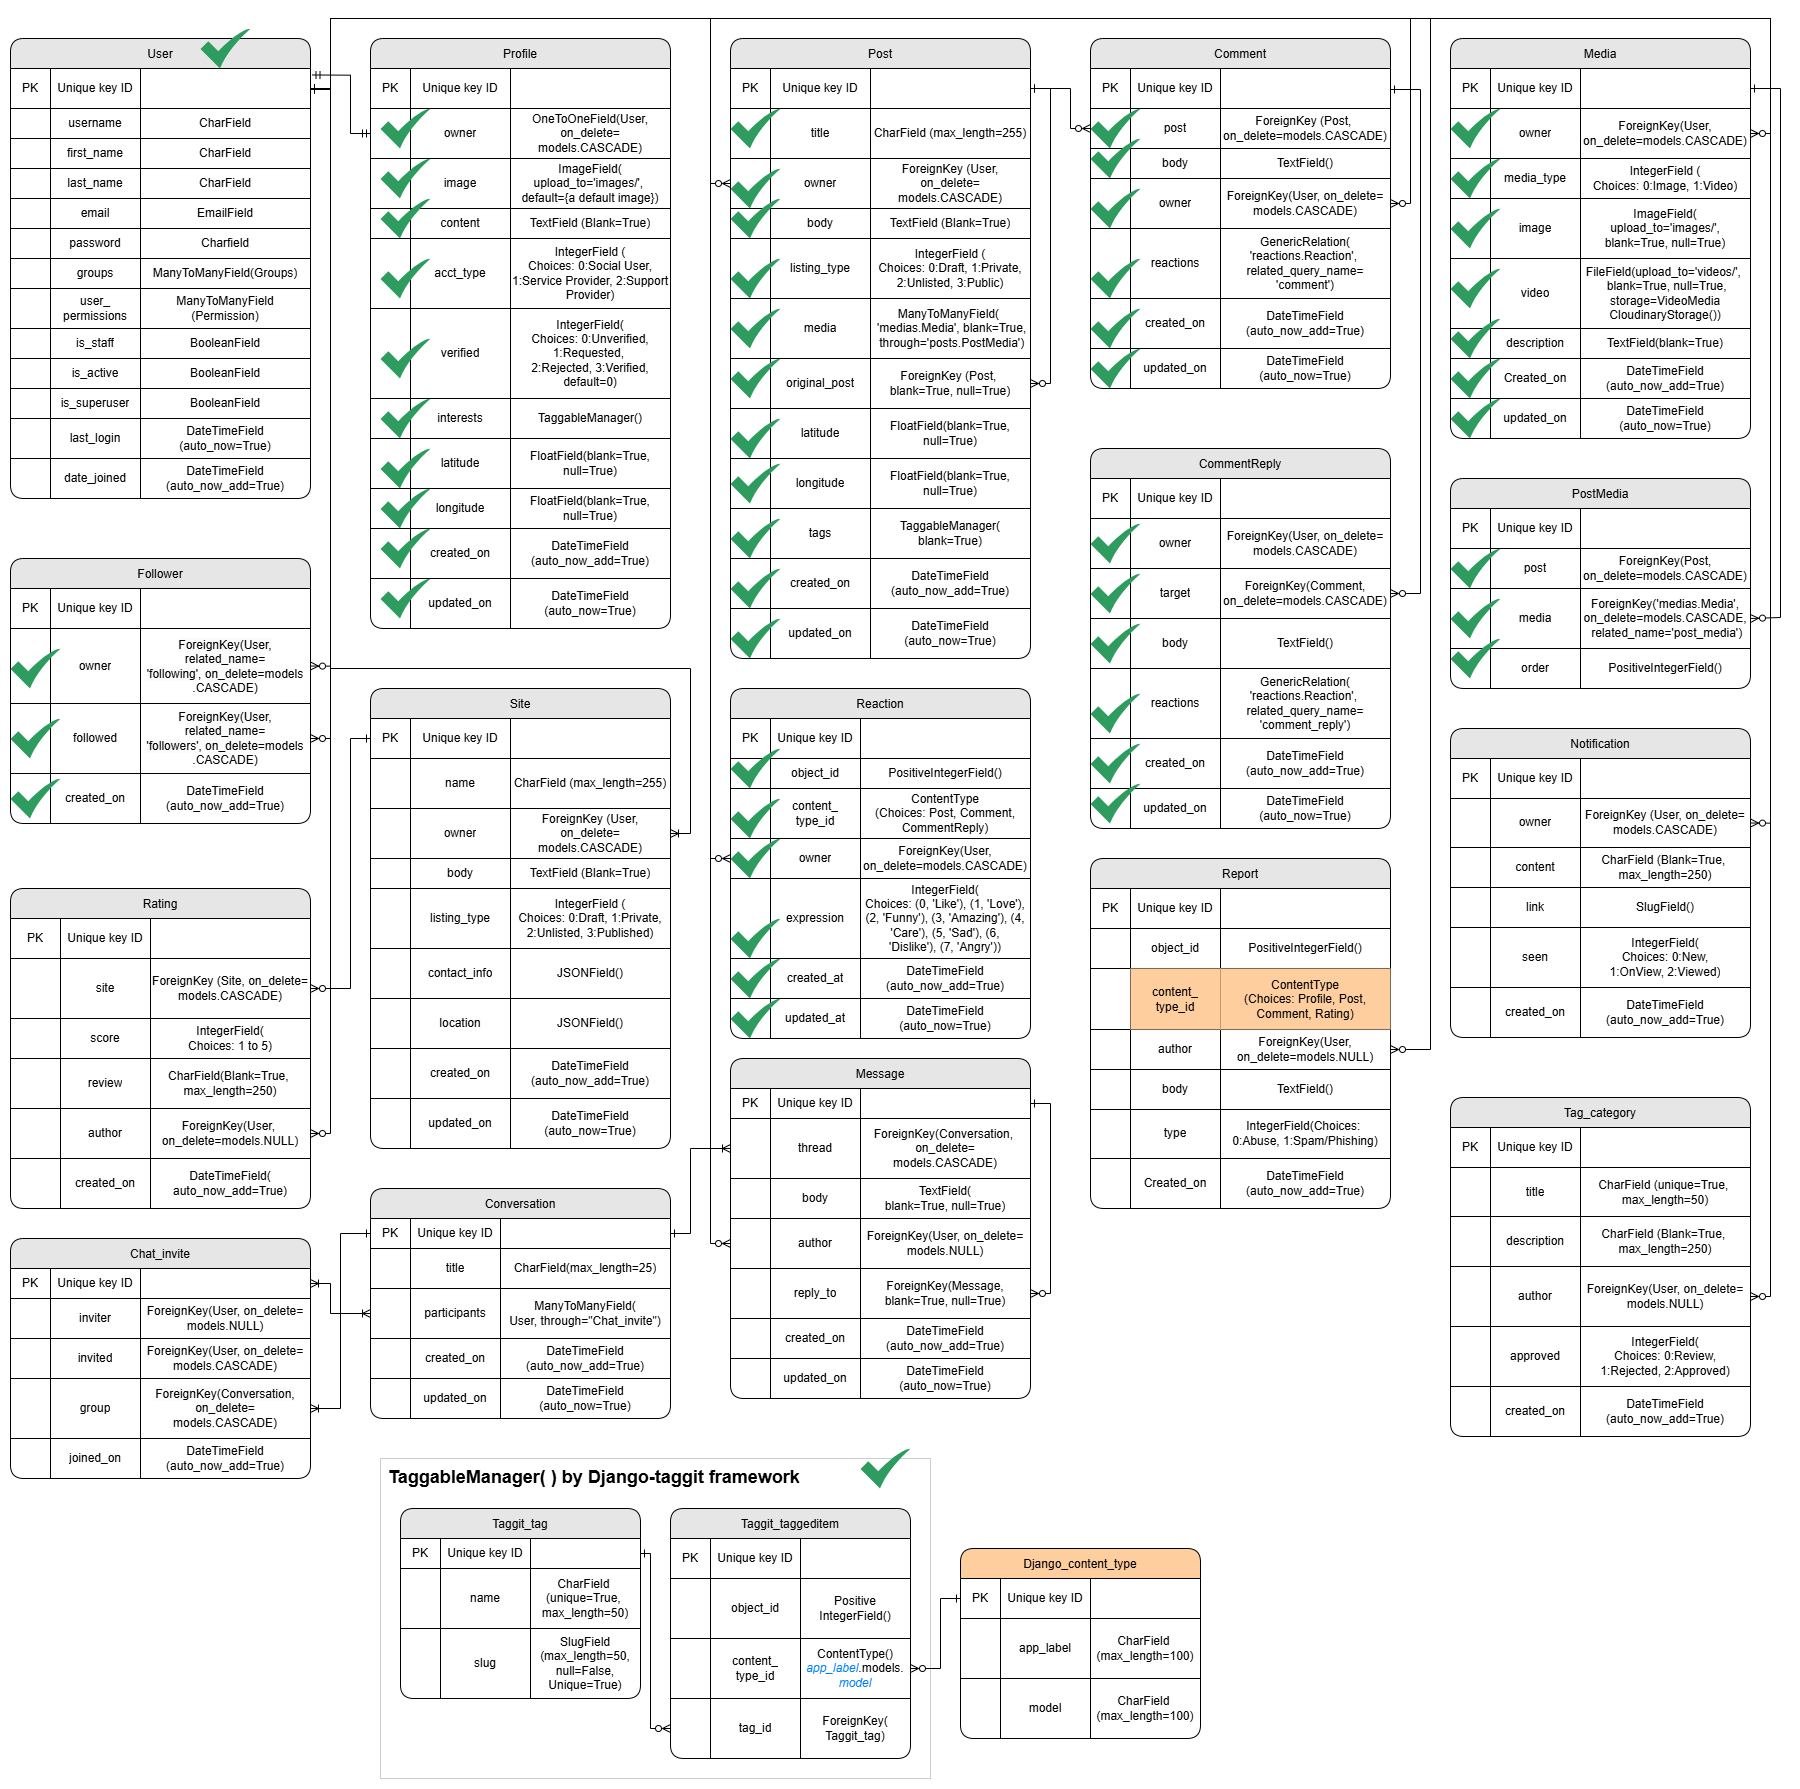 User
PK
Unique key ID
username
CharField
first_name
CharField
last_name
CharField
email
EmailField
password
Charfield
groups
ManyToManyField(Groups)
user_
permissions
ManyToManyField
(Permission)
is_staff
BooleanField
is_active
BooleanField
is_superuser
BooleanField
last_login
DateTimeField
(auto_now=True)
date_joined
DateTimeField
(auto_now_add=True)
Profile
PK
Unique key ID
owner
OneToOneField(User,
on_delete=
models.CASCADE)
image
ImageField(
upload_to='images/',
default={a default image})
content
TextField (Blank=True)
acct_type
IntegerField (
Choices: 0:Social User,
1:Service Provider, 2:Support
Provider)
verified
IntegerField(
Choices: 0:Unverified,
1:Requested,
2:Rejected, 3:Verified,
default=0)
interests
TaggableManager()
latitude
FloatField(blank=True,
null=True)
longitude
FloatField(blank=True,
null=True)
created_on
DateTimeField
(auto_now_add=True)
updated_on
DateTimeField
(auto_now=True)
Post
PK
Unique key ID
title
CharField (max_length=255)
owner
ForeignKey (User,
on_delete=
models.CASCADE)
body
TextField (Blank=True)
listing_type
IntegerField (
Choices: 0:Draft, 1:Private,
2:Unlisted, 3:Public)
media
ManyToManyField(
'medias.Media', blank=True,
through='posts.PostMedia')
original_post
ForeignKey (Post,
blank=True, null=True)
latitude
FloatField(blank=True,
null=True)
longitude
FloatField(blank=True,
null=True)
tags
TaggableManager(
blank=True)
created_on
DateTimeField
(auto_now_add=True)
updated_on
DateTimeField
(auto_now=True)
Comment
PK
Unique key ID
post
ForeignKey (Post,
on_delete=models.CASCADE)
body
TextField()
owner
ForeignKey(User, on_delete=
models.CASCADE)
reactions
GenericRelation(
'reactions.Reaction',
related_query_name=
'comment')
created_on
DateTimeField
(auto_now_add=True)
updated_on
DateTimeField
(auto_now=True)
Media
PK
Unique key ID
owner
ForeignKey(User,
on_delete=models.CASCADE)
media_type
IntegerField (
Choices: 0:Image, 1:Video)
image
ImageField(
upload_to='images/',
blank=True, null=True)
video
FileField(upload_to='videos/',
blank=True, null=True,
storage=VideoMedia
CloudinaryStorage())
description
TextField(blank=True)
Created_on
DateTimeField
(auto_now_add=True)
updated_on
DateTimeField
(auto_now=True)
Follower
PK
Unique key ID
owner
ForeignKey(User,
related_name=
'following', on_delete=models
.CASCADE)
followed
ForeignKey(User,
related_name=
'followers', on_delete=models
.CASCADE)
created_on
DateTimeField
(auto_now_add=True)
CommentReply
PK
Unique key ID
owner
ForeignKey(User, on_delete=
models.CASCADE)
target
ForeignKey(Comment,
on_delete=models.CASCADE)
body
TextField()
reactions
GenericRelation(
'reactions.Reaction',
related_query_name=
'comment_reply')
created_on
DateTimeField
(auto_now_add=True)
updated_on
DateTimeField
(auto_now=True)
PostMedia
PK
Unique key ID
post
ForeignKey(Post,
on_delete=models.CASCADE)
media
ForeignKey('medias.Media',
on_delete=models.CASCADE,
related_name='post_media')
order
PositiveIntegerField()
Site
PK
Unique key ID
name
CharField (max_length=255)
owner
ForeignKey (User,
on_delete=
models.CASCADE)
body
TextField (Blank=True)
listing_type
IntegerField (
Choices: 0:Draft, 1:Private,
2:Unlisted, 3:Published)
contact_info
JSONField()
location
JSONField()
created_on
DateTimeField
(auto_now_add=True)
updated_on
DateTimeField
(auto_now=True)
Reaction
PK
Unique key ID
object_id
PositiveIntegerField()
content_
type_id
ContentType
(Choices: Post, Comment,
CommentReply)
owner
ForeignKey(User,
on_delete=models.CASCADE)
expression
IntegerField(
Choices: (0, 'Like'), (1, 'Love'),
(2, 'Funny'), (3, 'Amazing'), (4,
'Care'), (5, 'Sad'), (6,
'Dislike'), (7, 'Angry'))
created_at
DateTimeField
(auto_now_add=True)
updated_at
DateTimeField
(auto_now=True)
Notification
PK
Unique key ID
owner
ForeignKey (User, on_delete=
models.CASCADE)
content
CharField (Blank=True,
max_length=250)
link
SlugField()
seen
IntegerField(
Choices: 0:New,
1:OnView, 2:Viewed)
created_on
DateTimeField
(auto_now_add=True)
Rating
PK
Unique key ID
site
ForeignKey (Site, on_delete=
models.CASCADE)
score
IntegerField(
Choices: 1 to 5)
review
CharField(Blank=True,
max_length=250)
author
ForeignKey(User,
on_delete=models.NULL)
created_on
DateTimeField(
auto_now_add=True)
Report
PK
Unique key ID
object_id
PositiveIntegerField()
content_
type_id
ContentType
(Choices: Profile, Post,
Comment, Rating)
author
ForeignKey(User,
on_delete=models.NULL)
body
TextField()
type
IntegerField(Choices:
0:Abuse, 1:Spam/Phishing)
Created_on
DateTimeField
(auto_now_add=True)
Message
PK
Unique key ID
thread
ForeignKey(Conversation,
on_delete=
models.CASCADE)
body
TextField(
blank=True, null=True)
author
ForeignKey(User, on_delete=
models.NULL)
reply_to
ForeignKey(Message,
blank=True, null=True)
created_on
DateTimeField
(auto_now_add=True)
updated_on
DateTimeField
(auto_now=True)
Tag_category
PK
Unique key ID
title
CharField (unique=True,
max_length=50)
description
CharField (Blank=True,
max_length=250)
author
ForeignKey(User, on_delete=
models.NULL)
approved
IntegerField(
Choices: 0:Review,
1:Rejected, 2:Approved)
created_on
DateTimeField
(auto_now_add=True)
Conversation
PK
Unique key ID
title
CharField(max_length=25)
participants
ManyToManyField(
User, through="Chat_invite")
created_on
DateTimeField
(auto_now_add=True)
updated_on
DateTimeField
(auto_now=True)
Chat_invite
PK
Unique key ID
inviter
ForeignKey(User, on_delete=
models.NULL)
invited
ForeignKey(User, on_delete=
models.CASCADE)
group
ForeignKey(Conversation,
on_delete=
models.CASCADE)
joined_on
DateTimeField
(auto_now_add=True)
TaggableManager( ) by Django-taggit framework
Taggit_tag
PK
Unique key ID
name
CharField
(unique=True,
max_length=50)
slug
SlugField
(max_length=50,
null=False,
Unique=True)
Taggit_taggeditem
PK
Unique key ID
object_id
Positive
IntegerField()
content_
type_id
ContentType()
app_label.models.
model
tag_id
ForeignKey(
Taggit_tag)
Django_content_type
PK
Unique key ID
app_label
CharField
(max_length=100)
model
CharField
(max_length=100)